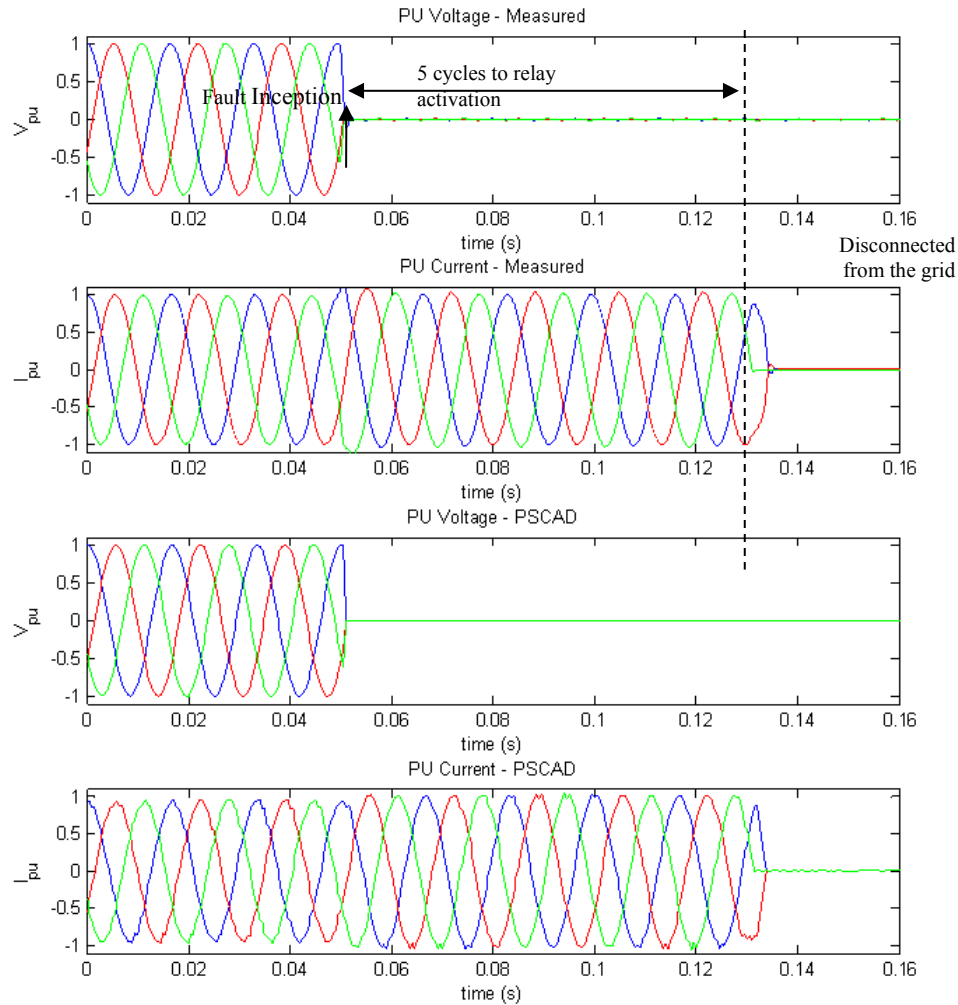 PU Voltage - Measured
1
0.5
0
-0.5
-1
V_pu
Fault Inception
5 cycles to relay
activation
0 0.02 0.04 0.06 0.08 0.1 0.12 0.14 0.16
time (s)
Disconnected
from the grid
PU Current - Measured
1
0.5
0
-0.5
-1
I_pu
0 0.02 0.04 0.06 0.08 0.1 0.12 0.14 0.16
time (s)
PU Voltage - PSCAD
1
0.5
0
-0.5
-1
V_pu
0 0.02 0.04 0.06 0.08 0.1 0.12 0.14 0.16
time (s)
PU Current - PSCAD
1
0.5
0
-0.5
-1
I_pu
0 0.02 0.04 0.06 0.08 0.1 0.12 0.14 0.16
time (s)